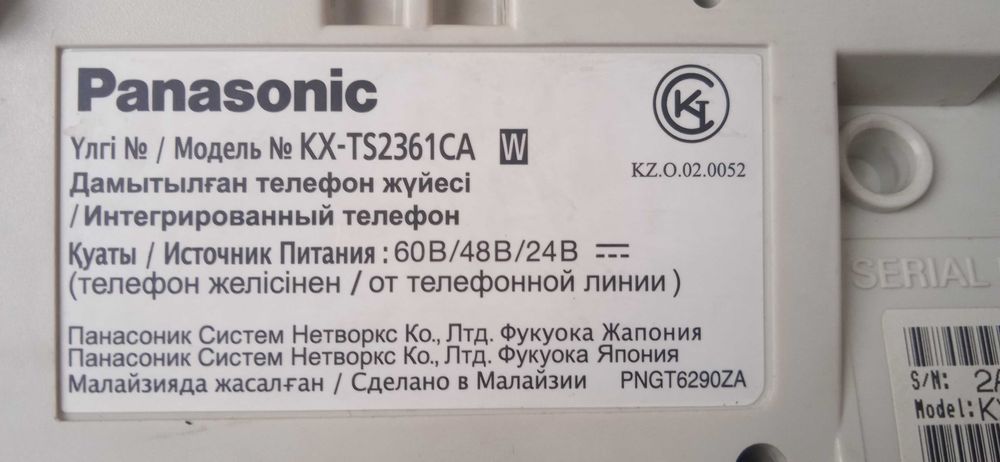 Panasonic
Үлгі № / Модель № KX-TS2361CA W
KZ.O.02.0052
Дамытылған телефон жүйесі
/ Интегрированный телефон
Қуаты / Источник Питания : 60В/48В/24В
(телефон желісінен / от телефонной линии )
Панасоник Систем Нетворкс Ко., Лтд. Фукуока Жапония
Панасоник Систем Нетворкс Ко., Лтд. Фукуока Япония
Малайзияда жасалған / Сделано в Малайзии PNGT6290ZA
SERIAL
S/N:
Model: